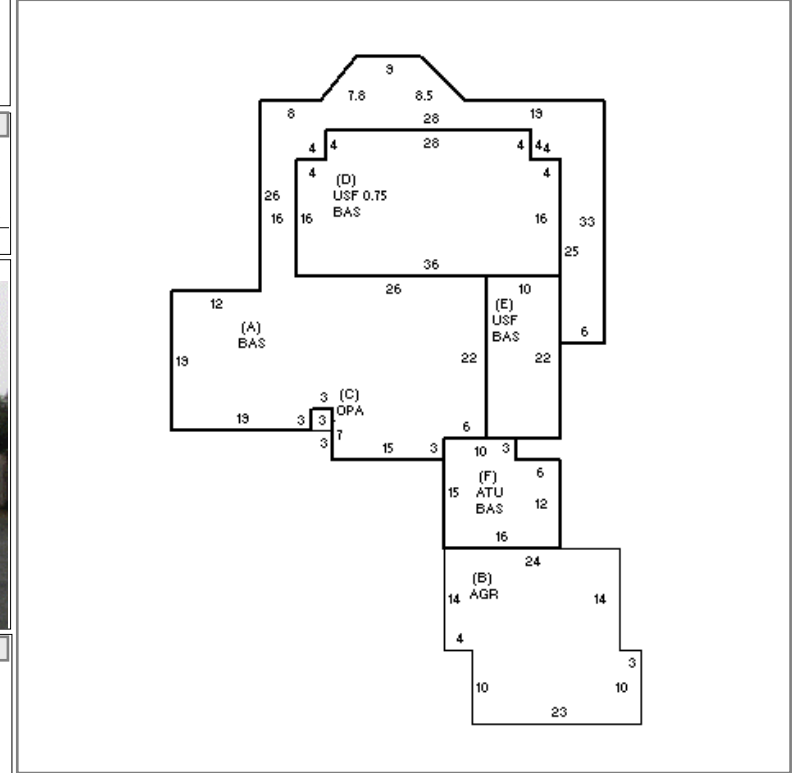 9
7.8 8.5
8 19
28
4 4 28 4 4 4
4 4
(D)
USF 0.75
BAS
26
16 16 16 33
25
36
26 10
12
(E)
USF
BAS
(A)
BAS
6
19 22 22
3 (C)
OPA
19 3 3
7
3 15 3 6
10 3
6
(F)
ATU
BAS
15 12
16
24
(B)
AGR
14 14
4
3
10 10
23